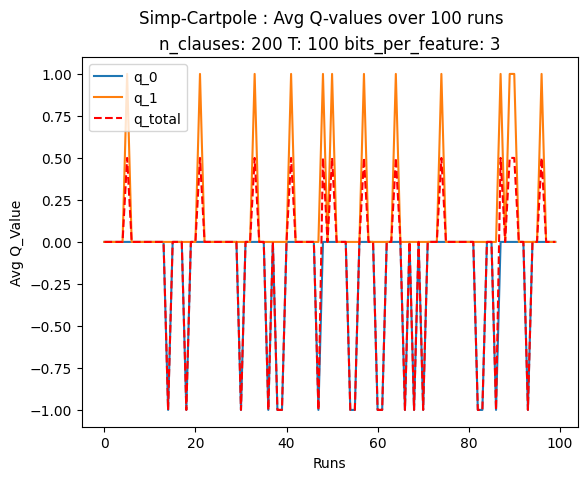 Simp-Cartpole : Avg Q-values over 100 runs
n_clauses: 200 T: 100 bits_per_feature: 3
q_0
q_1
q_total
1.00
0.75
0.50
0.25
0.00
-0.25
-0.50
-0.75
-1.00
Avg Q_Value
0 20 40 60 80 100
Runs